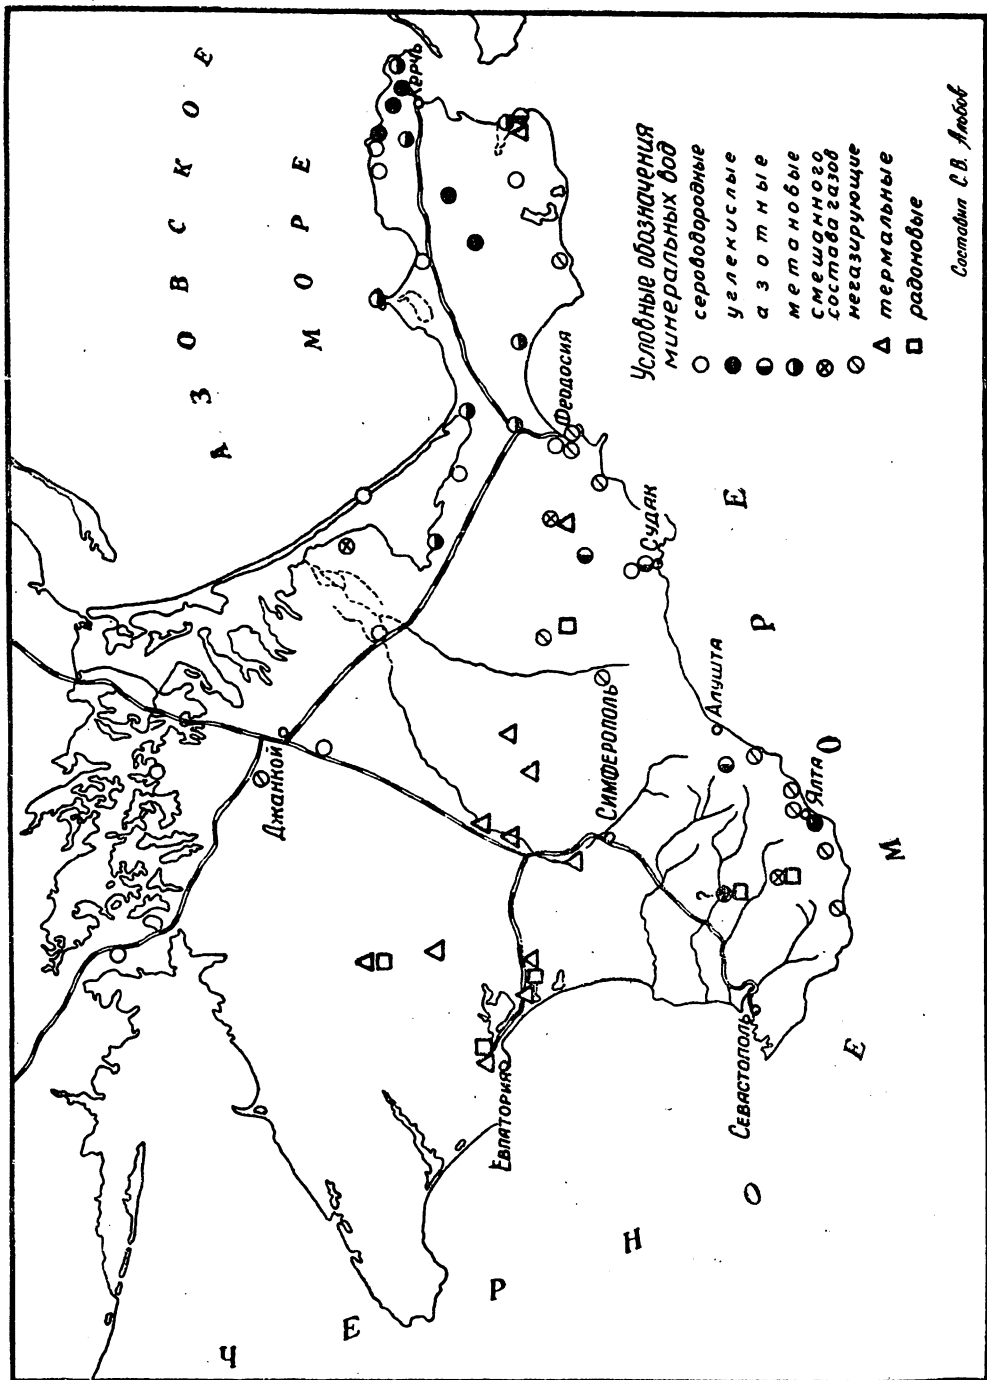 АЗОВСКОЕ
МОРЕ
ЧЕРНОЕ
МОРЕ
Керчь
Феодосия
Судак
Алушта
Ялта
СИМФЕРОПОЛЬ
Джанкой
ЕВПАТОРИЯ
СЕВАСТОПОЛЬ
?
Условные обозначения
минеральных вод
сероводородные
углекислые
азотные
метановые
смешанного
состава газов
негазирующие
термальные
радоновые
Составил С.В. Альбов